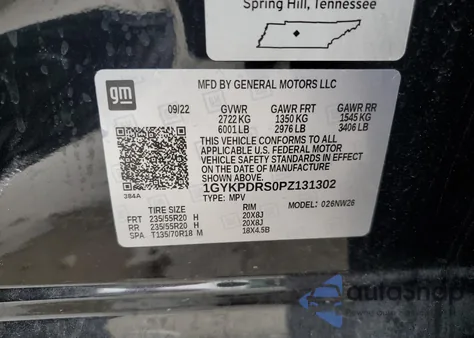 Spring Hill, Tennessee
gm
MFD BY GENERAL MOTORS LLC
09/22 GVWR GAWR FRT GAWR RR
2722 KG 1350 KG 1545 KG
6001 LB 2976 LB 3406 LB
THIS VEHICLE CONFORMS TO ALL
APPLICABLE U.S. FEDERAL MOTOR
VEHICLE SAFETY AND THEFT
PREVENTION STANDARDS IN EFFECT ON
THE DATE OF MANUFACTURE SHOWN ABOVE.
1GYKPDRS0PZ131302
384A TYPE: MPV MODEL: 026NW26
TIRE SIZE RIM
FRT 235/55R20 H 20X8J
RR 235/55R20 H 20X8J
SPA T135/70R18 M 18X4.5B
autoShop